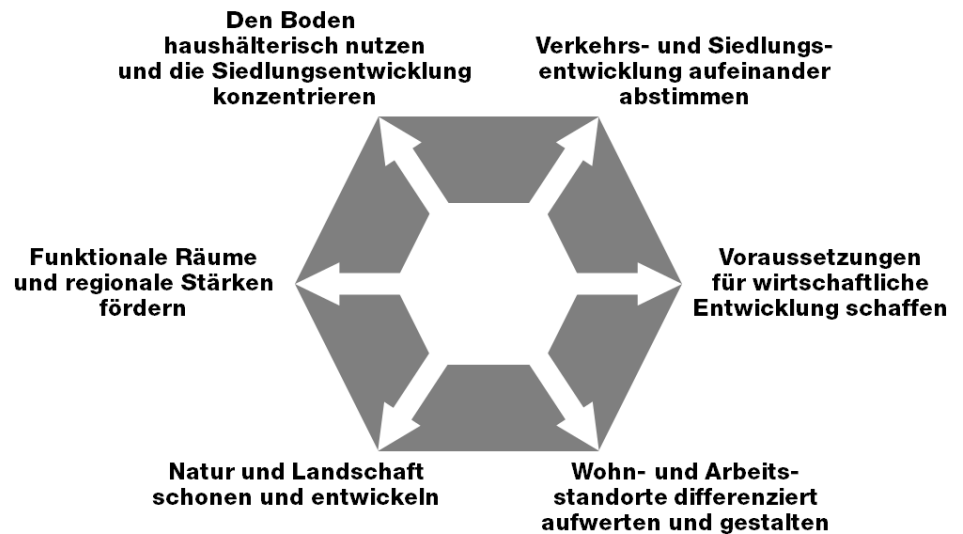 Den Boden
haushälterisch nutzen
und die Siedlungsentwicklung
konzentrieren
Verkehrs- und Siedlungs-
entwicklung aufeinander
abstimmen
Funktionale Räume
und regionale Stärken
fördern
Voraussetzungen
für wirtschaftliche
Entwicklung schaffen
Natur und Landschaft
schonen und entwickeln
Wohn- und Arbeits-
standorte differenziert
aufwerten und gestalten